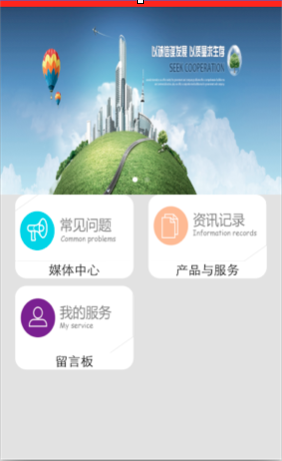 以诚信谋发展 以质量求生存
SEEK COOPERATION
常见问题
Common problems
媒体中心
资讯记录
Information records
产品与服务
我的服务
My service
留言板